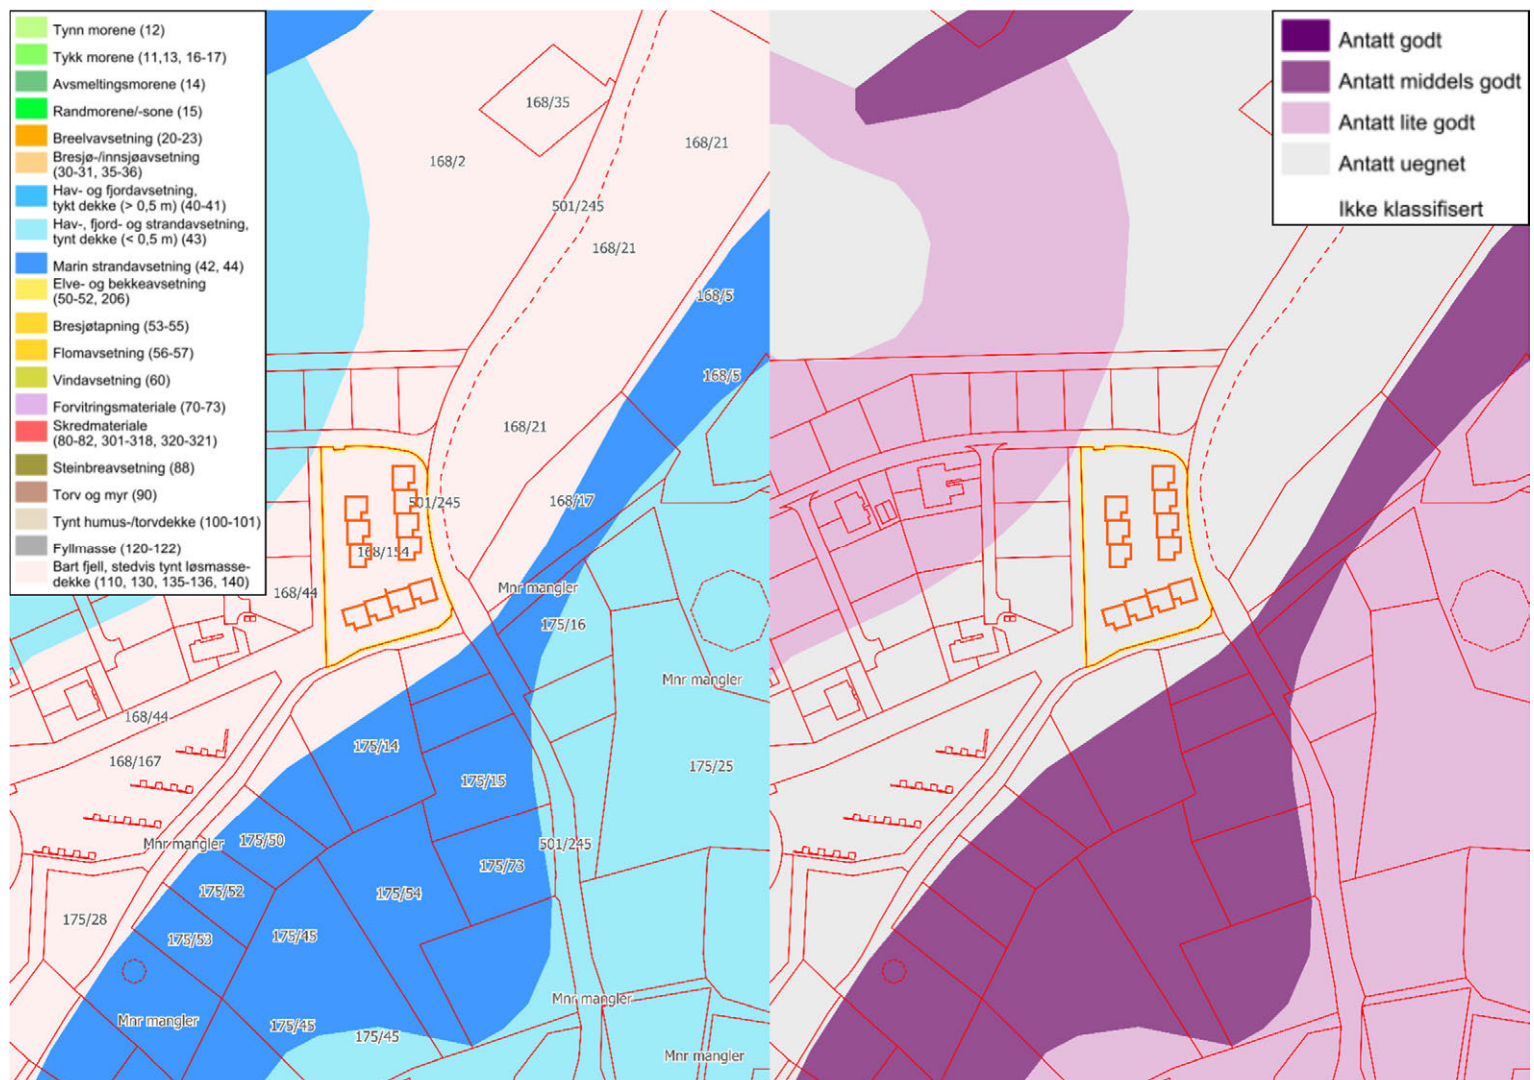 Tynn morene (12)
Tykk morene (11,13, 16-17)
Avsmeltingsmorene (14)
Randmorene/-sone (15)
Breelvavsetning (20-23)
Bresjø-/innsjøavsetning
(30-31, 35-36)
Hav- og fjordavsetning,
tykt dekke (> 0,5 m) (40-41)
Hav-, fjord- og strandavsetning,
tynt dekke (< 0,5 m) (43)
Marin strandavsetning (42, 44)
Elve- og bekkeavsetning
(50-52, 206)
Bresjøtapning (53-55)
Flomavsetning (56-57)
Vindavsetning (60)
Forvitringsmateriale (70-73)
Skredmateriale
(80-82, 301-318, 320-321)
Steinbreavsetning (88)
Torv og myr (90)
Tynt humus-/torvdekke (100-101)
Fyllmasse (120-122)
Bart fjell, stedvis tynt løsmasse-
dekke (110, 130, 135-136, 140)
168/35
168/21
168/2
501/245
168/21
168/5
168/5
168/21
501/245
168/17
168/154
168/44
Mnr mangler
175/16
Mnr mangler
168/44
175/14
168/167
175/25
175/15
Mnr mangler
175/50
501/245
175/73
175/52
175/54
175/28
175/53
175/45
Mnr mangler
Mnr mangler
175/45
175/45
Mnr mangler
Antatt godt
Antatt middels godt
Antatt lite godt
Antatt uegnet
Ikke klassifisert